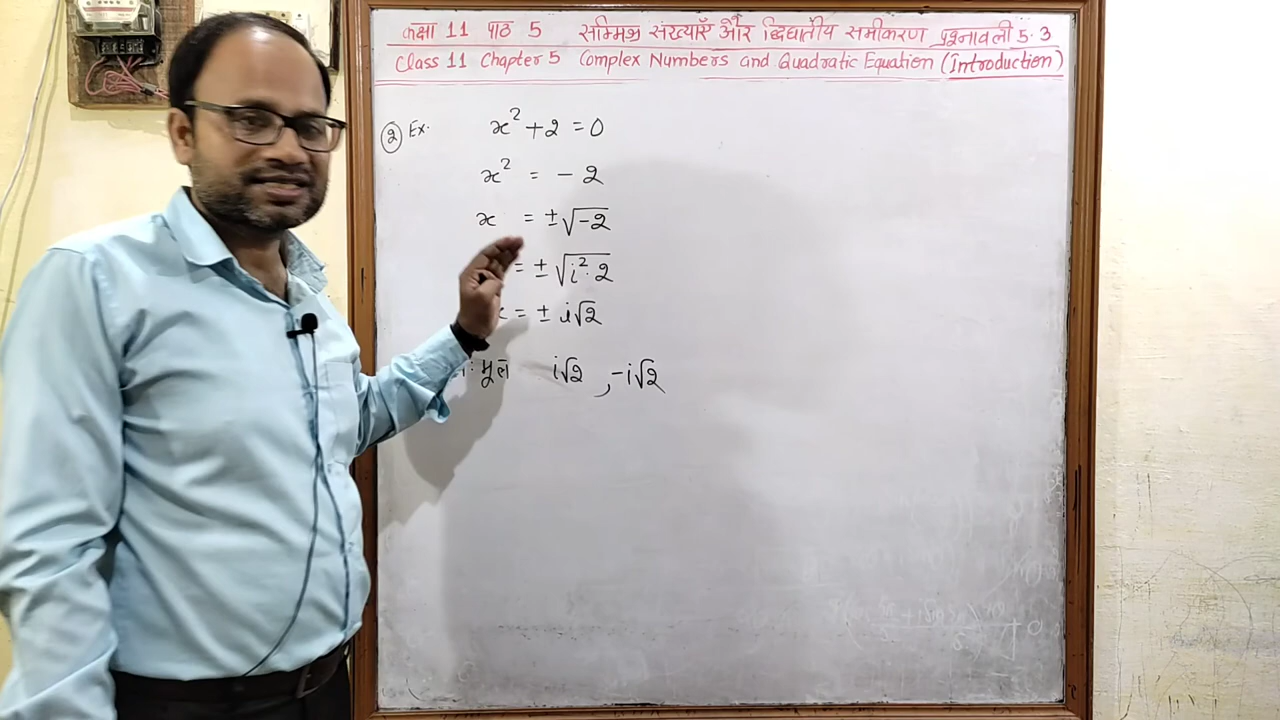 कक्षा 11 पाठ 5 सम्मिश्र संख्याएँ और द्विघातीय समीकरण प्रश्नावली 5.3
Class 11 Chapter 5 Complex Numbers and Quadratic Equation (Introduction)
② Ex. x² + 2 = 0
x² = - 2
x = ±√-2
= ±√i².2
= ± i√2
मूल i√2 , -i√2